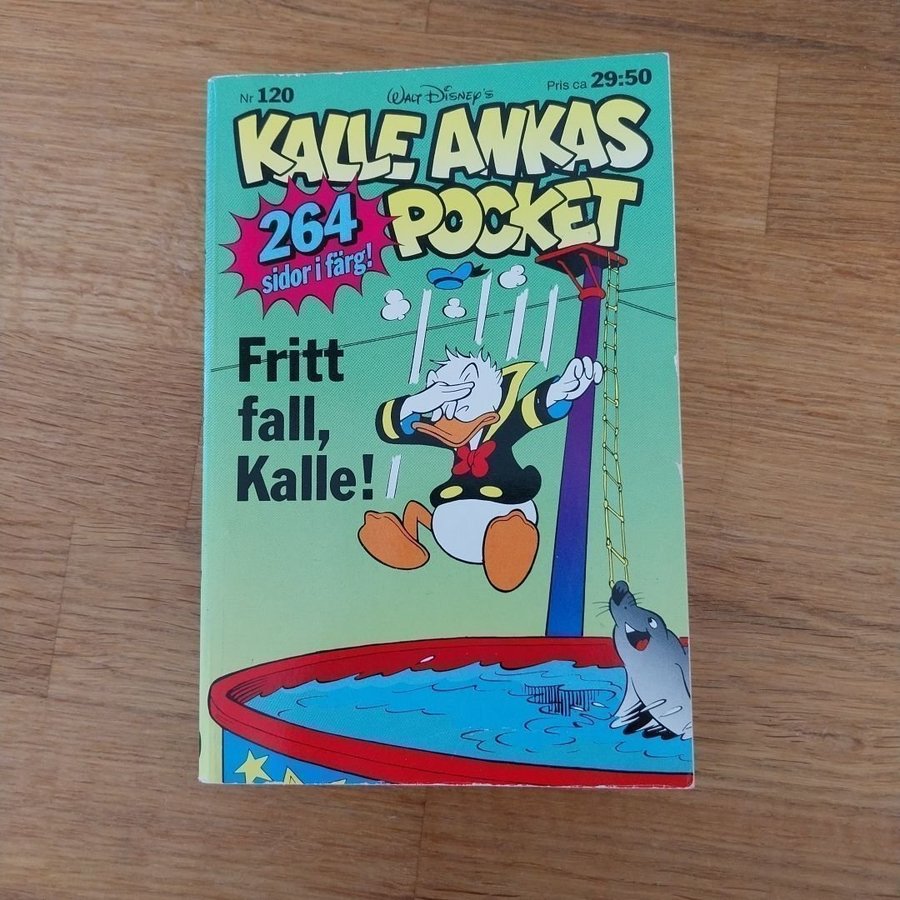 Nr 120
Walt Disney's
Pris ca 29:50
KALLE ANKAS
POCKET
264
sidor i färg!
Fritt
fall,
Kalle!